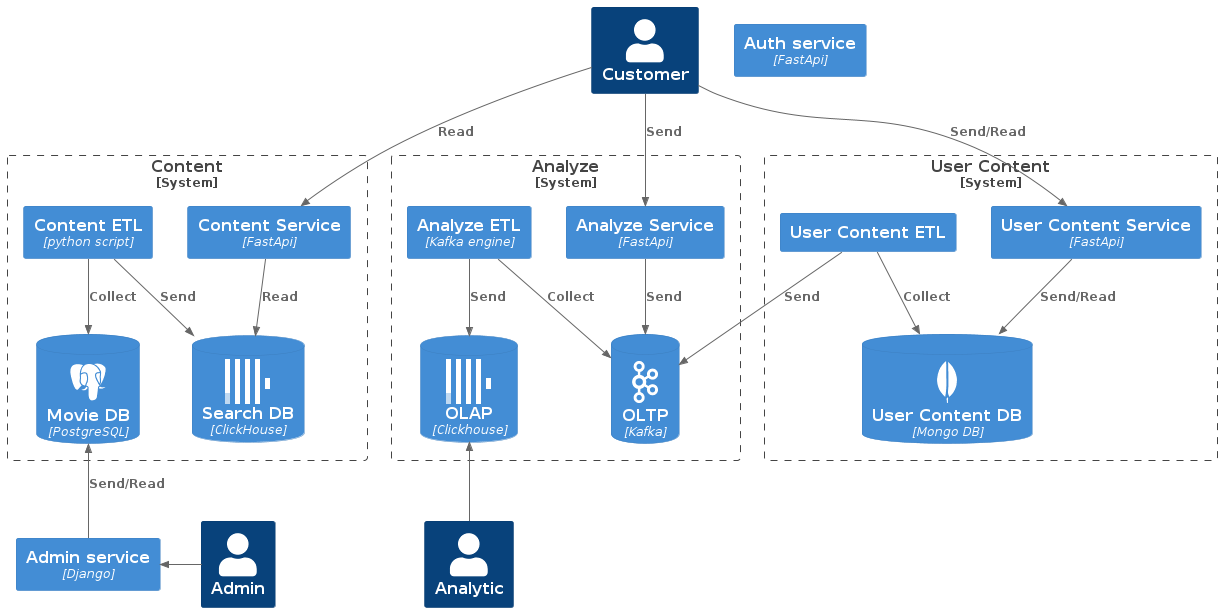 Customer
Auth service
[FastApi]
Read
Send
Send/Read
Content
[System]
Content ETL
[python script]
Content Service
[FastApi]
Collect
Send
Read
Movie DB
[PostgreSQL]
Search DB
[ClickHouse]
Analyze
[System]
Analyze ETL
[Kafka engine]
Analyze Service
[FastApi]
Send
Collect
Send
OLAP
[Clickhouse]
OLTP
[Kafka]
User Content
[System]
User Content ETL
User Content Service
[FastApi]
Send
Collect
Send/Read
User Content DB
[Mongo DB]
Send/Read
Admin service
[Django]
Admin
Analytic